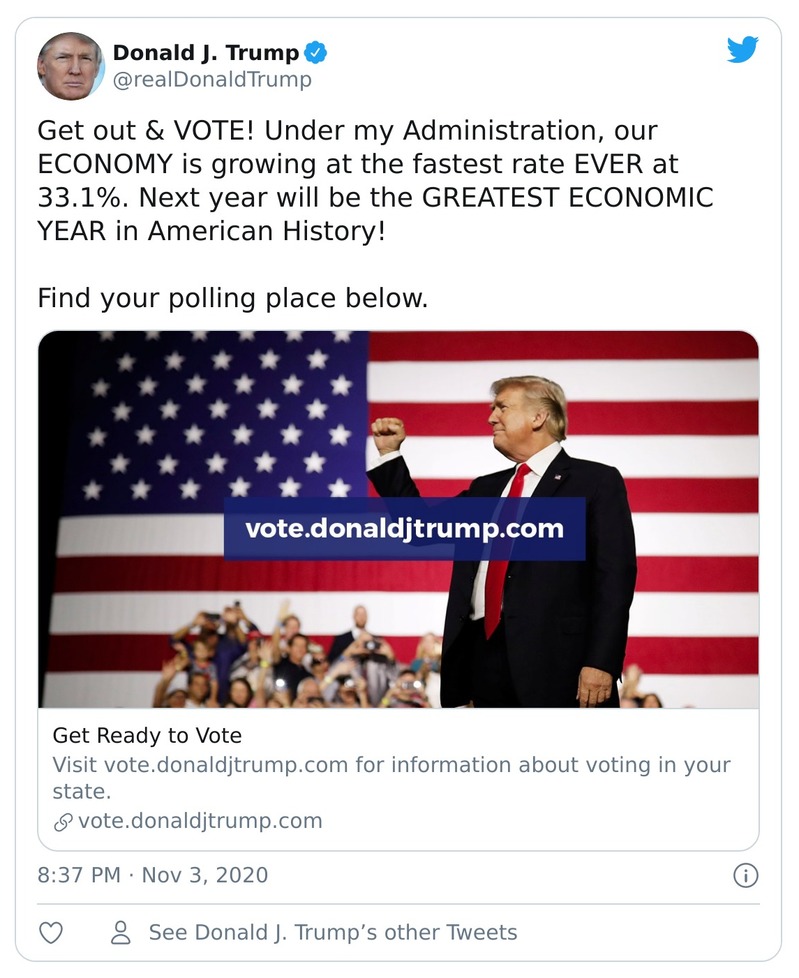 Donald J. Trump
@realDonaldTrump
Get out & VOTE! Under my Administration, our
ECONOMY is growing at the fastest rate EVER at
33.1%. Next year will be the GREATEST ECONOMIC
YEAR in American History!
Find your polling place below.
vote.donaldjtrump.com
Get Ready to Vote
Visit vote.donaldjtrump.com for information about voting in your
state.
vote.donaldjtrump.com
8:37 PM · Nov 3, 2020
See Donald J. Trump’s other Tweets